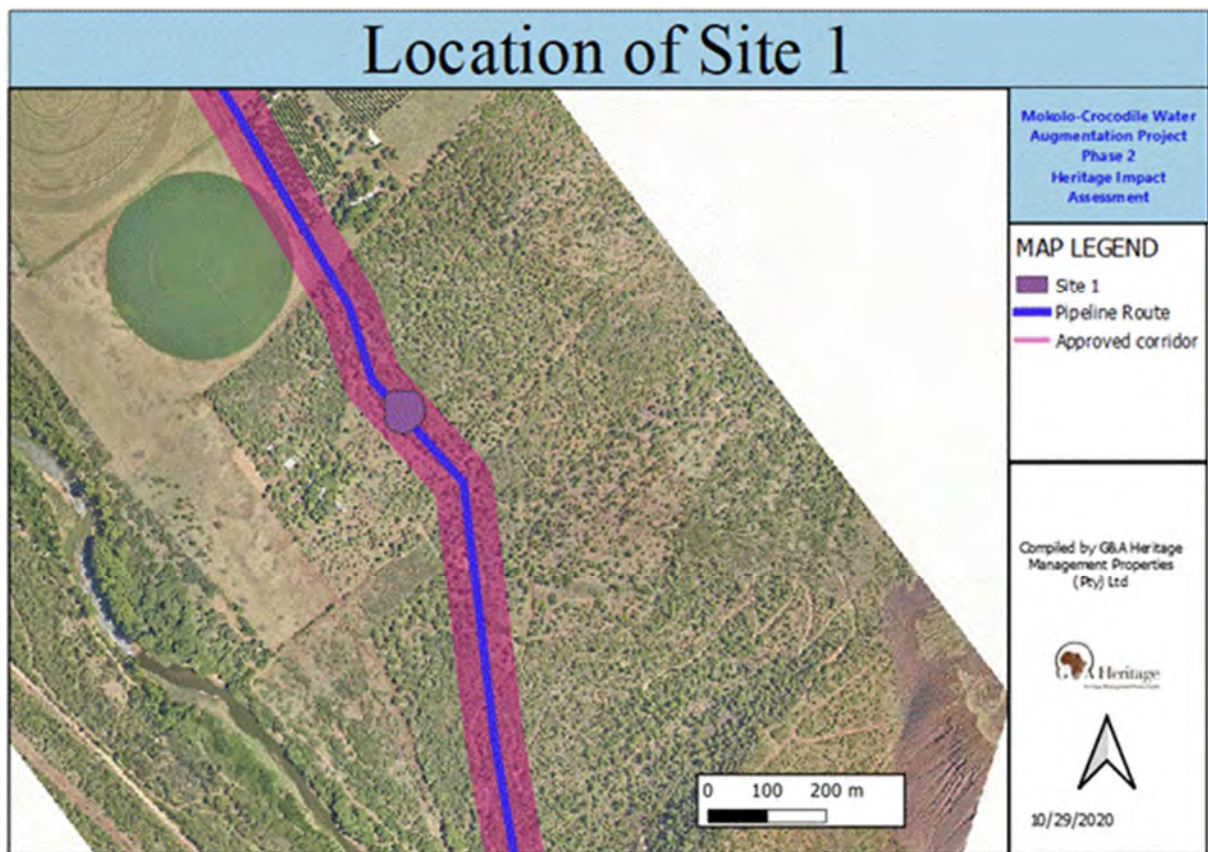 Location of Site 1
Mokolo-Crocodile Water
Augmentation Project
Phase 2
Heritage Impact
Assessment
MAP LEGEND
Site 1
Pipeline Route
Approved corridor
Compiled by G&A Heritage
Management Properties
(Pty) Ltd
G&A Heritage
0 100 200 m
10/29/2020